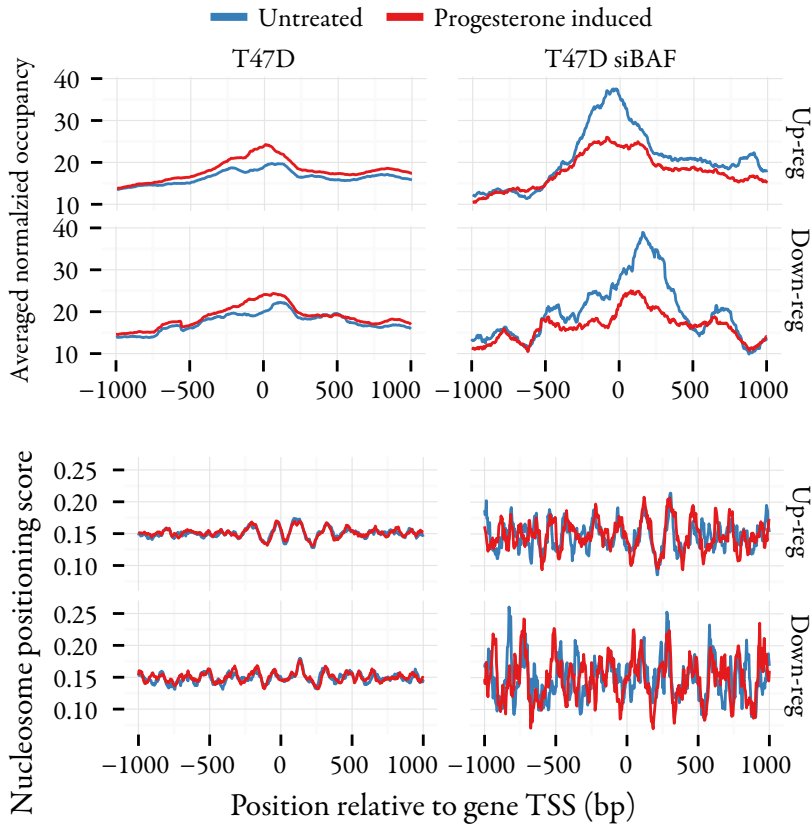 Untreated Progesterone induced
T47D T47D siBAF
Averaged normalzied occupancy
40
30
20
10
Up-reg
40
30
20
10
Down-reg
−1000 −500 0 500 1000 −1000 −500 0 500 1000
Nucleosome positioning score
0.25
0.20
0.15
0.10
Up-reg
0.25
0.20
0.15
0.10
Down-reg
−1000 −500 0 500 1000 −1000 −500 0 500 1000
Position relative to gene TSS (bp)